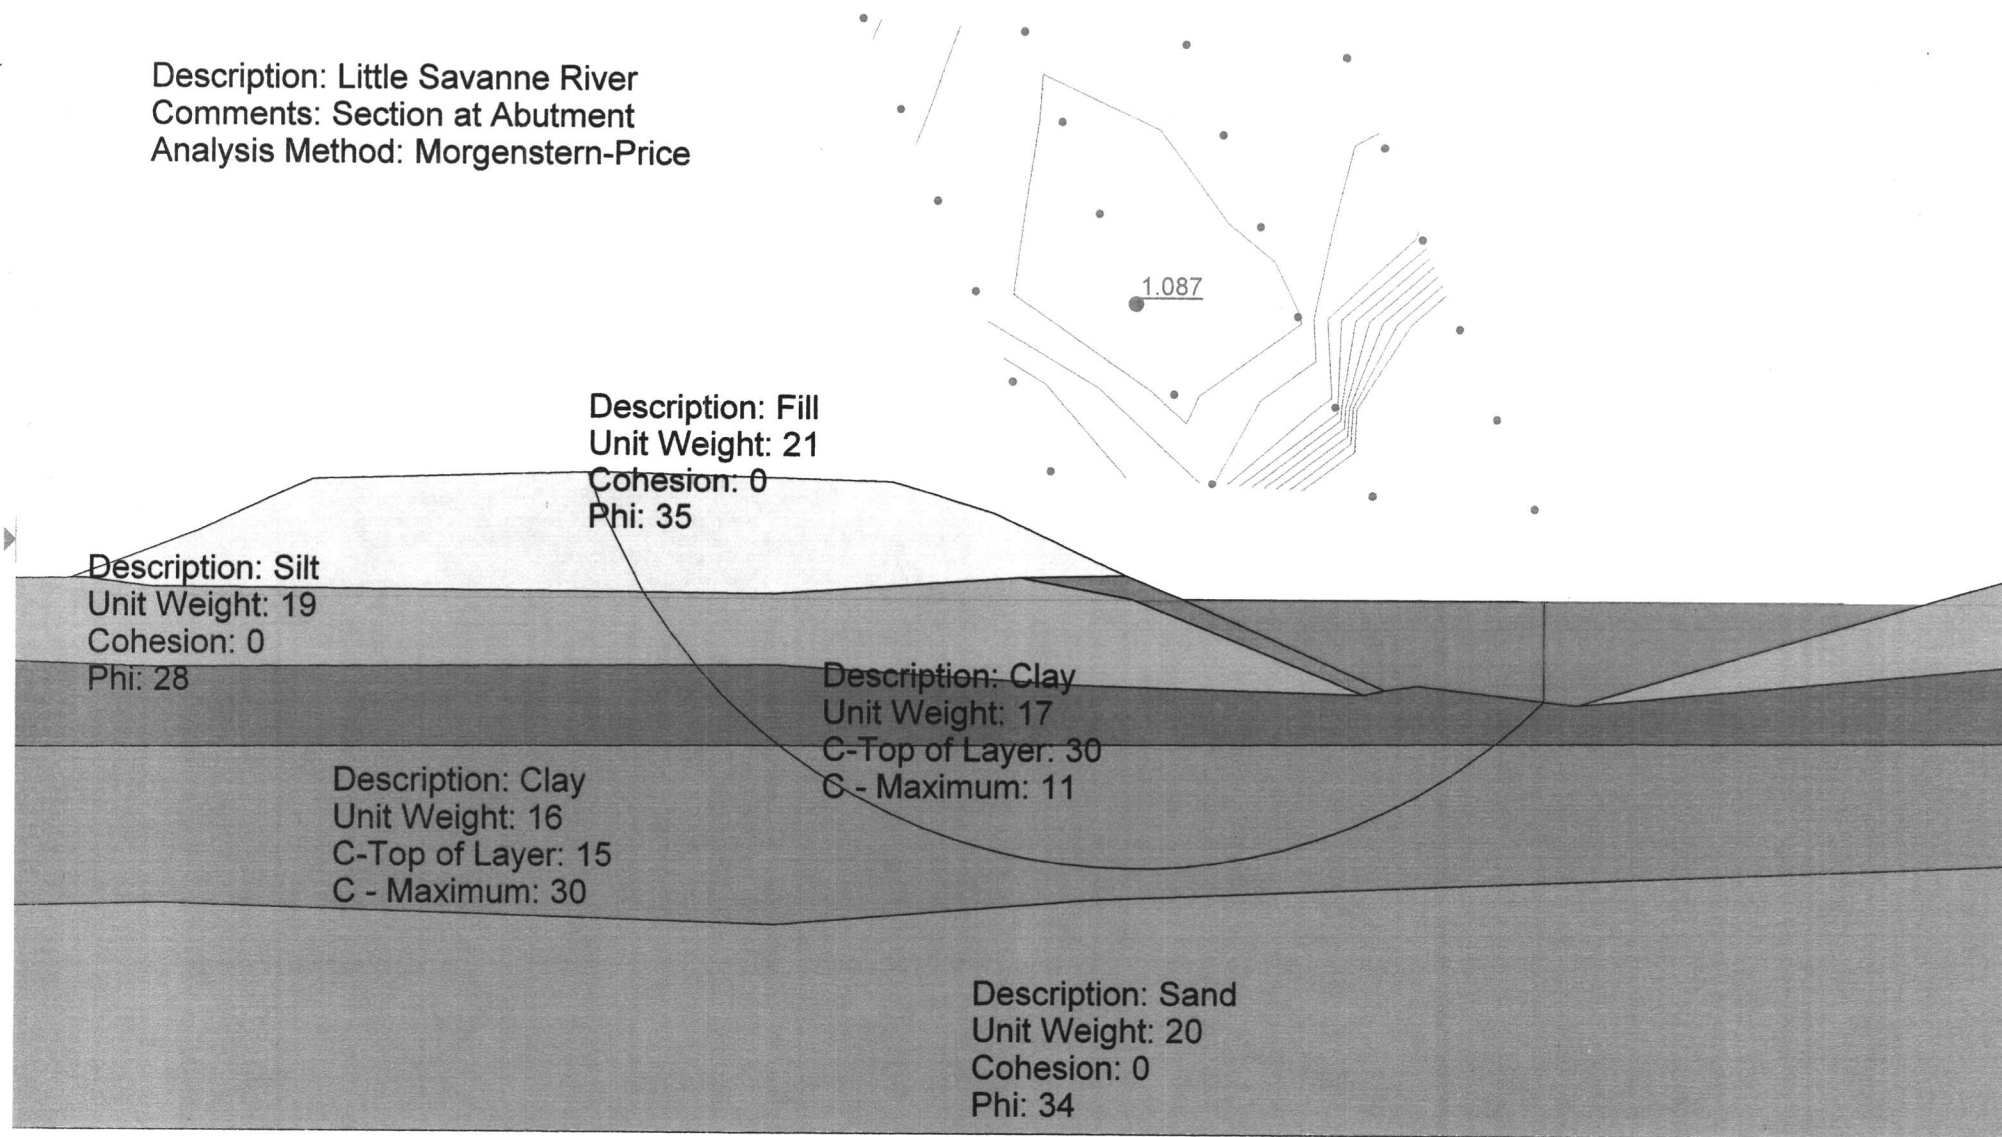 Description: Little Savanne River
Comments: Section at Abutment
Analysis Method: Morgenstern-Price
1.087
Description: Fill
Unit Weight: 21
Cohesion: 0
Phi: 35
Description: Silt
Unit Weight: 19
Cohesion: 0
Phi: 28
Description: Clay
Unit Weight: 17
C-Top of Layer: 30
C - Maximum: 11
Description: Clay
Unit Weight: 16
C-Top of Layer: 15
C - Maximum: 30
Description: Sand
Unit Weight: 20
Cohesion: 0
Phi: 34